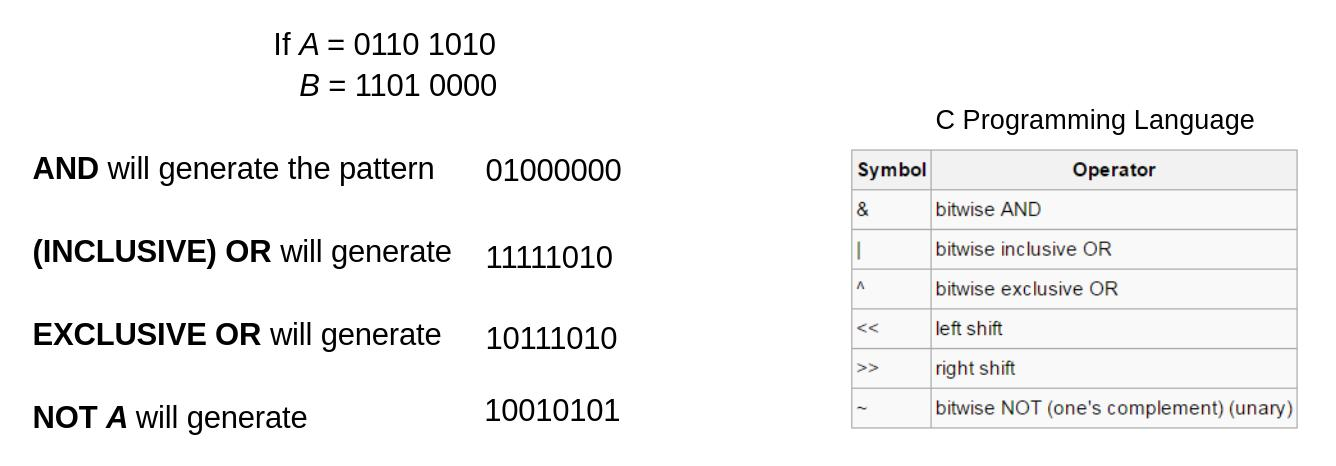 If A = 0110 1010
B = 1101 0000
AND will generate the pattern 01000000
(INCLUSIVE) OR will generate 11111010
EXCLUSIVE OR will generate 10111010
NOT A will generate 10010101
C Programming Language
Symbol Operator
& bitwise AND
| bitwise inclusive OR
^ bitwise exclusive OR
<< left shift
>> right shift
~ bitwise NOT (one's complement) (unary)